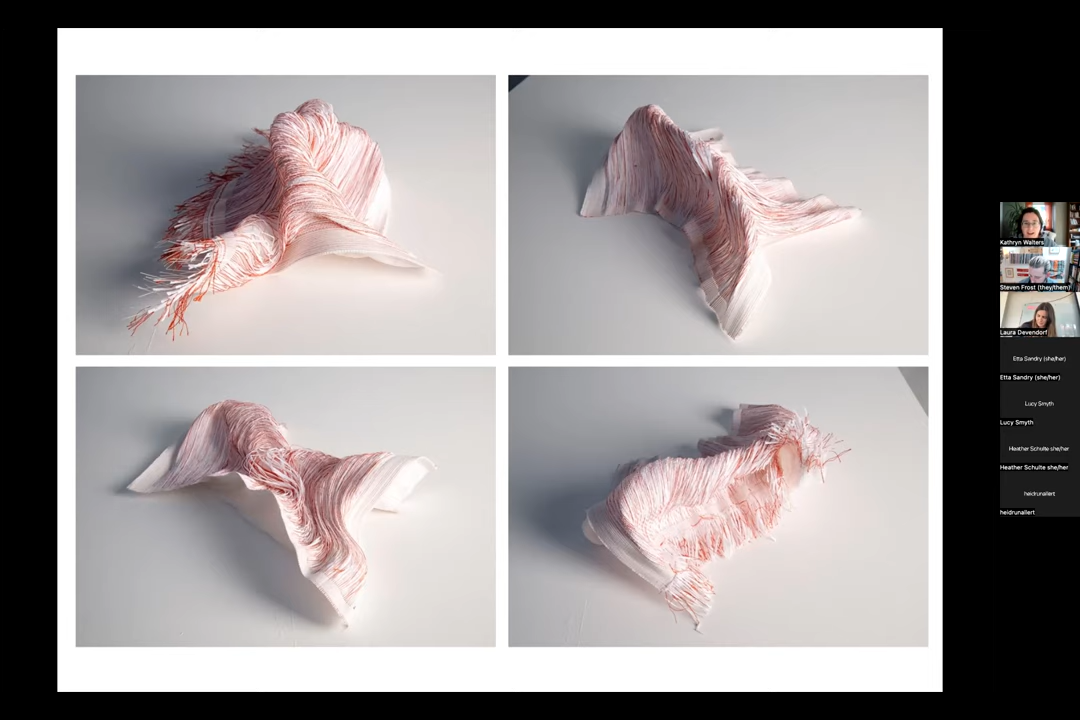 Kathryn Walters
Steven Frost (they/them)
Laura Devendorf
Etta Sandry (she/her)
Etta Sandry (she/her)
Lucy Smyth
Lucy Smyth
Heather Schulte she/her
Heather Schulte she/her
heidrunallert
heidrunallert